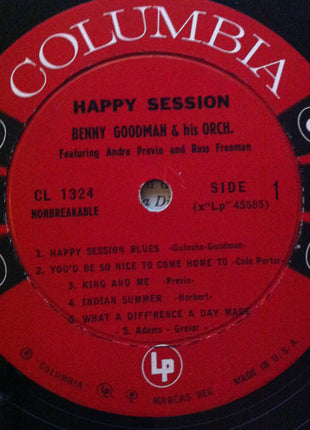 COLUMBIA
HAPPY SESSION
BENNY GOODMAN & his ORCH.
Featuring Andre Previn and Russ Freeman
CL 1324
NONBREAKABLE
SIDE 1
(x"Lp" 45585)
1. HAPPY SESSION BLUES -Gutesha-Goodman-
2. YOU'D BE SO NICE TO COME HOME TO -Cole Porter-
3. KING AND ME -Previn-
4. INDIAN SUMMER -Herbert-
5. WHAT A DIFF'RENCE A DAY MADE
- S. Adams - Grever -
"COLUMBIA"
Lp
MARCAS REG.
MADE IN U.S.A.